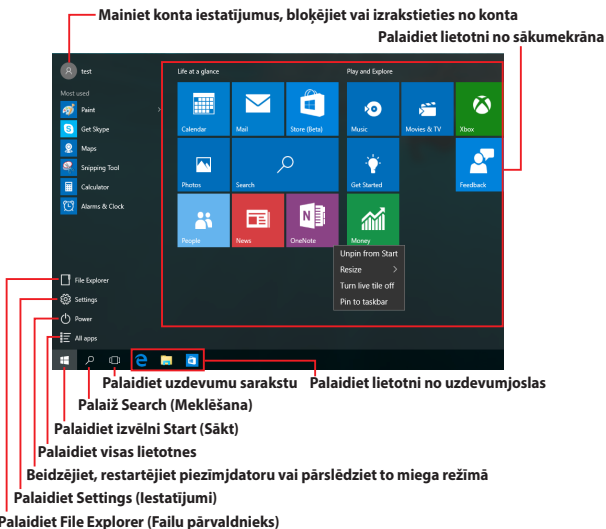 Mainiet konta iestatījumus, bloķējiet vai izrakstieties no konta
Palaidiet lietotni no sākumekrāna
test
Life at a glance
Play and Explore
Most used
Paint
Get Skype
Maps
Snipping Tool
Calculator
Alarms & Clock
Calendar
Mail
Store (Beta)
Music
Movies & TV
Xbox
Photos
Search
Get Started
Feedback
People
News
OneNote
Money
Unpin from Start
Resize
Turn live tile off
Pin to taskbar
File Explorer
Settings
Power
All apps
Palaidiet uzdevumu sarakstu
Palaidiet lietotni no uzdevumjoslas
Palaiž Search (Meklēšana)
Palaidiet izvēlni Start (Sākt)
Palaidiet visas lietotnes
Beidzējiet, restartējiet piezīmjdatoru vai pārslēdziet to miega režīmā
Palaidiet Settings (Iestatījumi)
Palaidiet File Explorer (Failu pārvaldnieks)